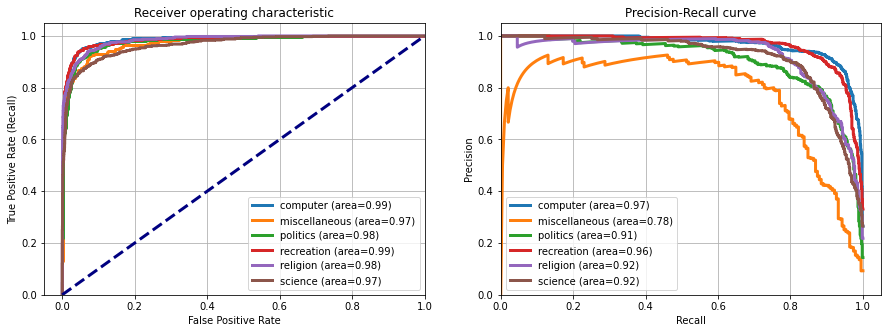 Receiver operating characteristic
True Positive Rate (Recall)
1.0
0.8
0.6
0.4
0.2
0.0
0.0 0.2 0.4 0.6 0.8 1.0
False Positive Rate
computer (area=0.99)
miscellaneous (area=0.97)
politics (area=0.98)
recreation (area=0.99)
religion (area=0.98)
science (area=0.97)
Precision-Recall curve
Precision
1.0
0.8
0.6
0.4
0.2
0.0
0.0 0.2 0.4 0.6 0.8 1.0
Recall
computer (area=0.97)
miscellaneous (area=0.78)
politics (area=0.91)
recreation (area=0.96)
religion (area=0.92)
science (area=0.92)